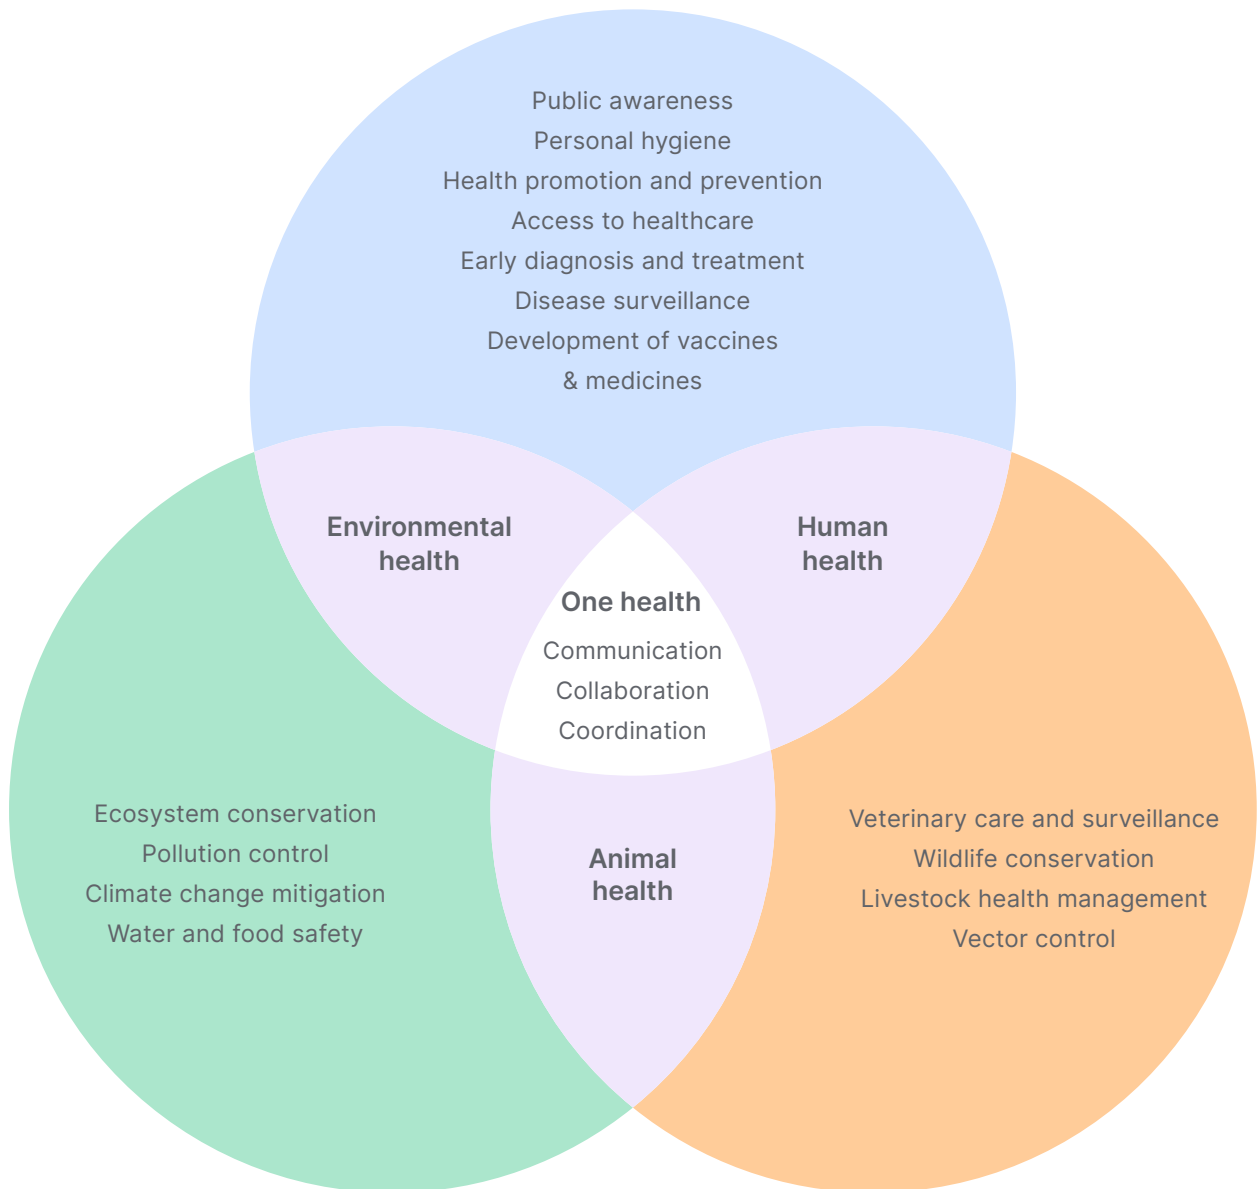 Public awareness
Personal hygiene
Health promotion and prevention
Access to healthcare
Early diagnosis and treatment
Disease surveillance
Development of vaccines
& medicines
Environmental
health
Human
health
One health
Communication
Collaboration
Coordination
Ecosystem conservation
Pollution control
Climate change mitigation
Water and food safety
Animal
health
Veterinary care and surveillance
Wildlife conservation
Livestock health management
Vector control